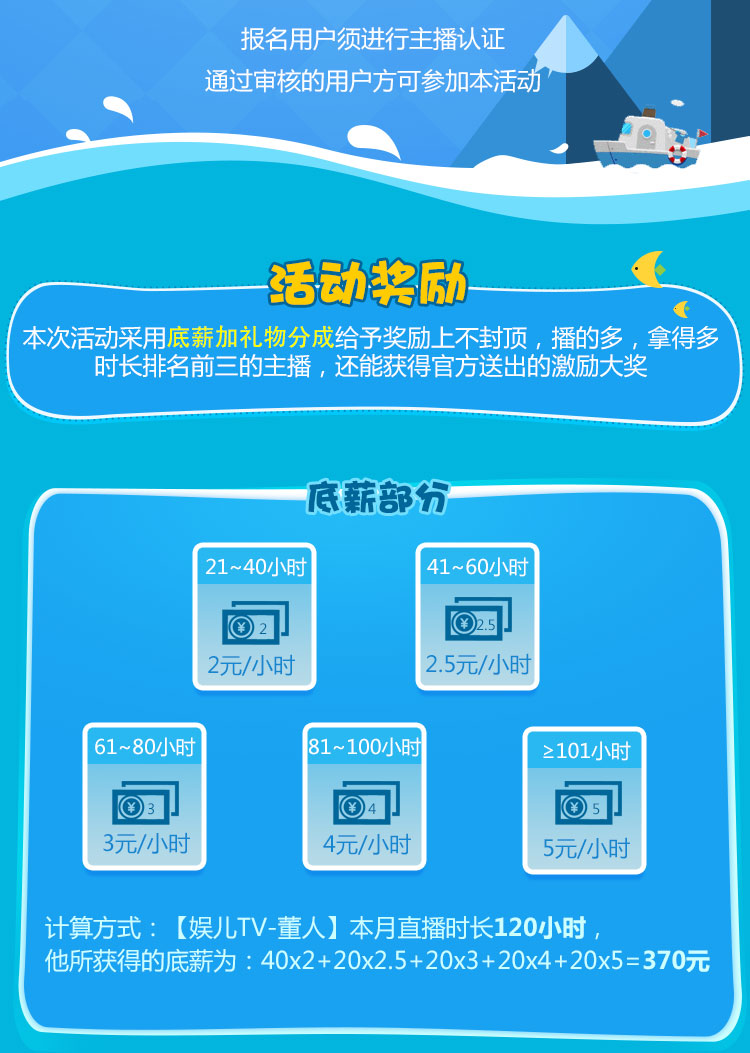 报名用户须进行主播认证
通过审核的用户方可参加本活动
活动奖励
本次活动采用底薪加礼物分成给予奖励上不封顶，播的多，拿得多
时长排名前三的主播，还能获得官方送出的激励大奖
底薪部分
21~40小时
¥ 2
2元/小时
41~60小时
¥ 2.5
2.5元/小时
61~80小时
¥ 3
3元/小时
81~100小时
¥ 4
4元/小时
≥101小时
¥ 5
5元/小时
计算方式：【娱儿TV-董人】本月直播时长120小时，
他所获得的底薪为：40x2+20x2.5+20x3+20x4+20x5=370元